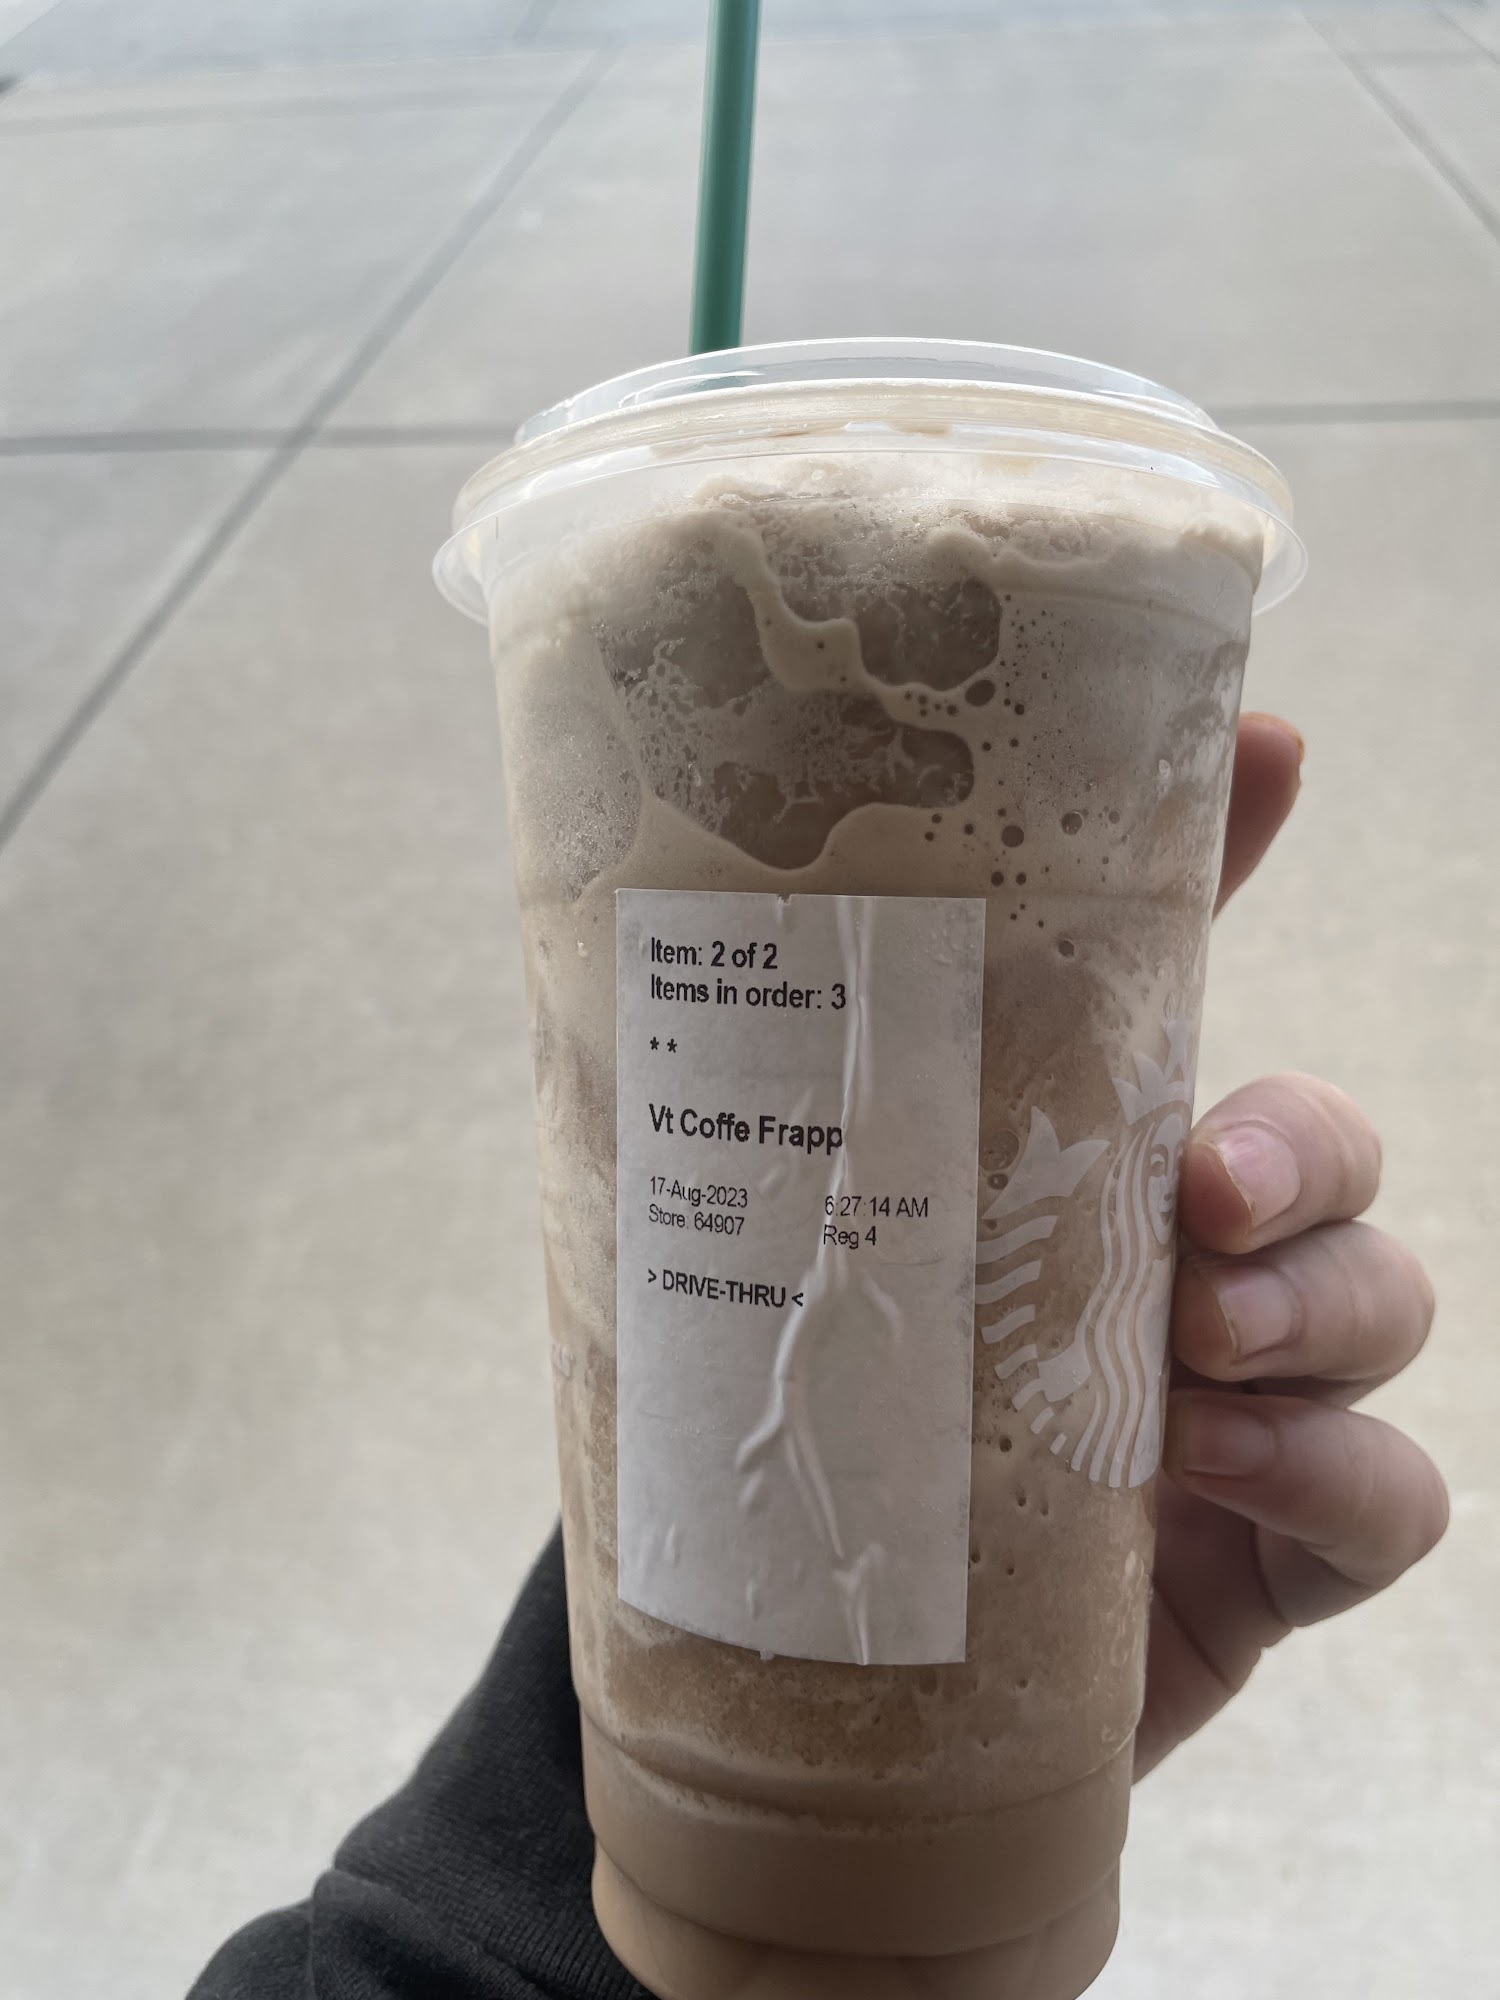 Item: 2 of 2
Items in order: 3
* *
Vt Coffe Frapp
17-Aug-2023 6:27:14 AM
Store: 64907 Reg 4
> DRIVE-THRU <